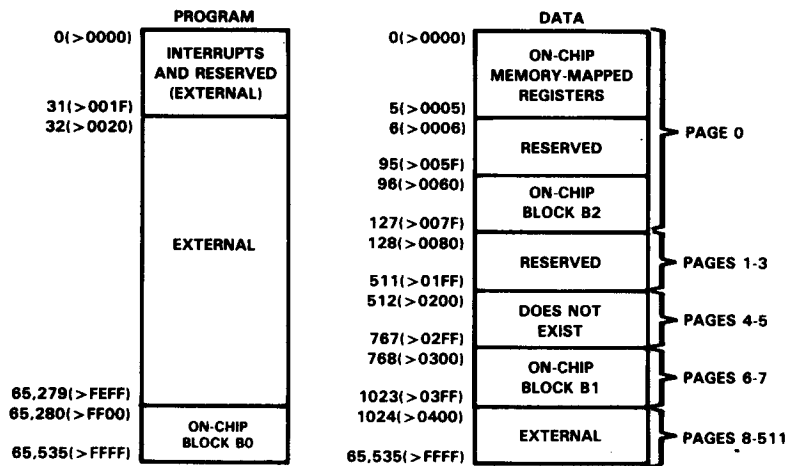 PROGRAM
0(>0000)
INTERRUPTS
AND RESERVED
(EXTERNAL)
31(>001F)
32(>0020)
EXTERNAL
65,279(>FEFF)
65,280(>FF00)
ON-CHIP
BLOCK B0
65,535(>FFFF)
DATA
0(>0000)
ON-CHIP
MEMORY-MAPPED
REGISTERS
5(>0005)
6(>0006)
RESERVED
95(>005F)
96(>0060)
ON-CHIP
BLOCK B2
127(>007F)
PAGE 0
128(>0080)
RESERVED
511(>01FF)
PAGES 1-3
512(>0200)
DOES NOT
EXIST
767(>02FF)
PAGES 4-5
768(>0300)
ON-CHIP
BLOCK B1
1023(>03FF)
PAGES 6-7
1024(>0400)
EXTERNAL
65,535(>FFFF)
PAGES 8-511